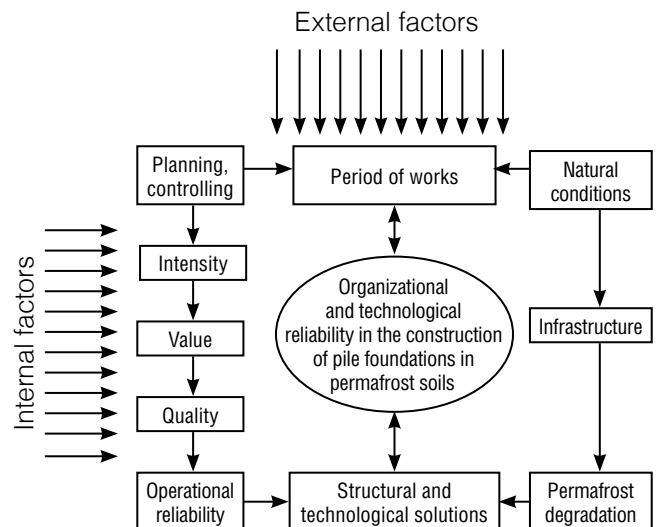 External factors
Planning,
controlling
Period of works
Natural
conditions
Internal factors
Intensity
Organizational
and technological
reliability in the construction
of pile foundations in
permafrost soils
Value
Infrastructure
Quality
Operational
reliability
Structural and
technological solutions
Permafrost
degradation